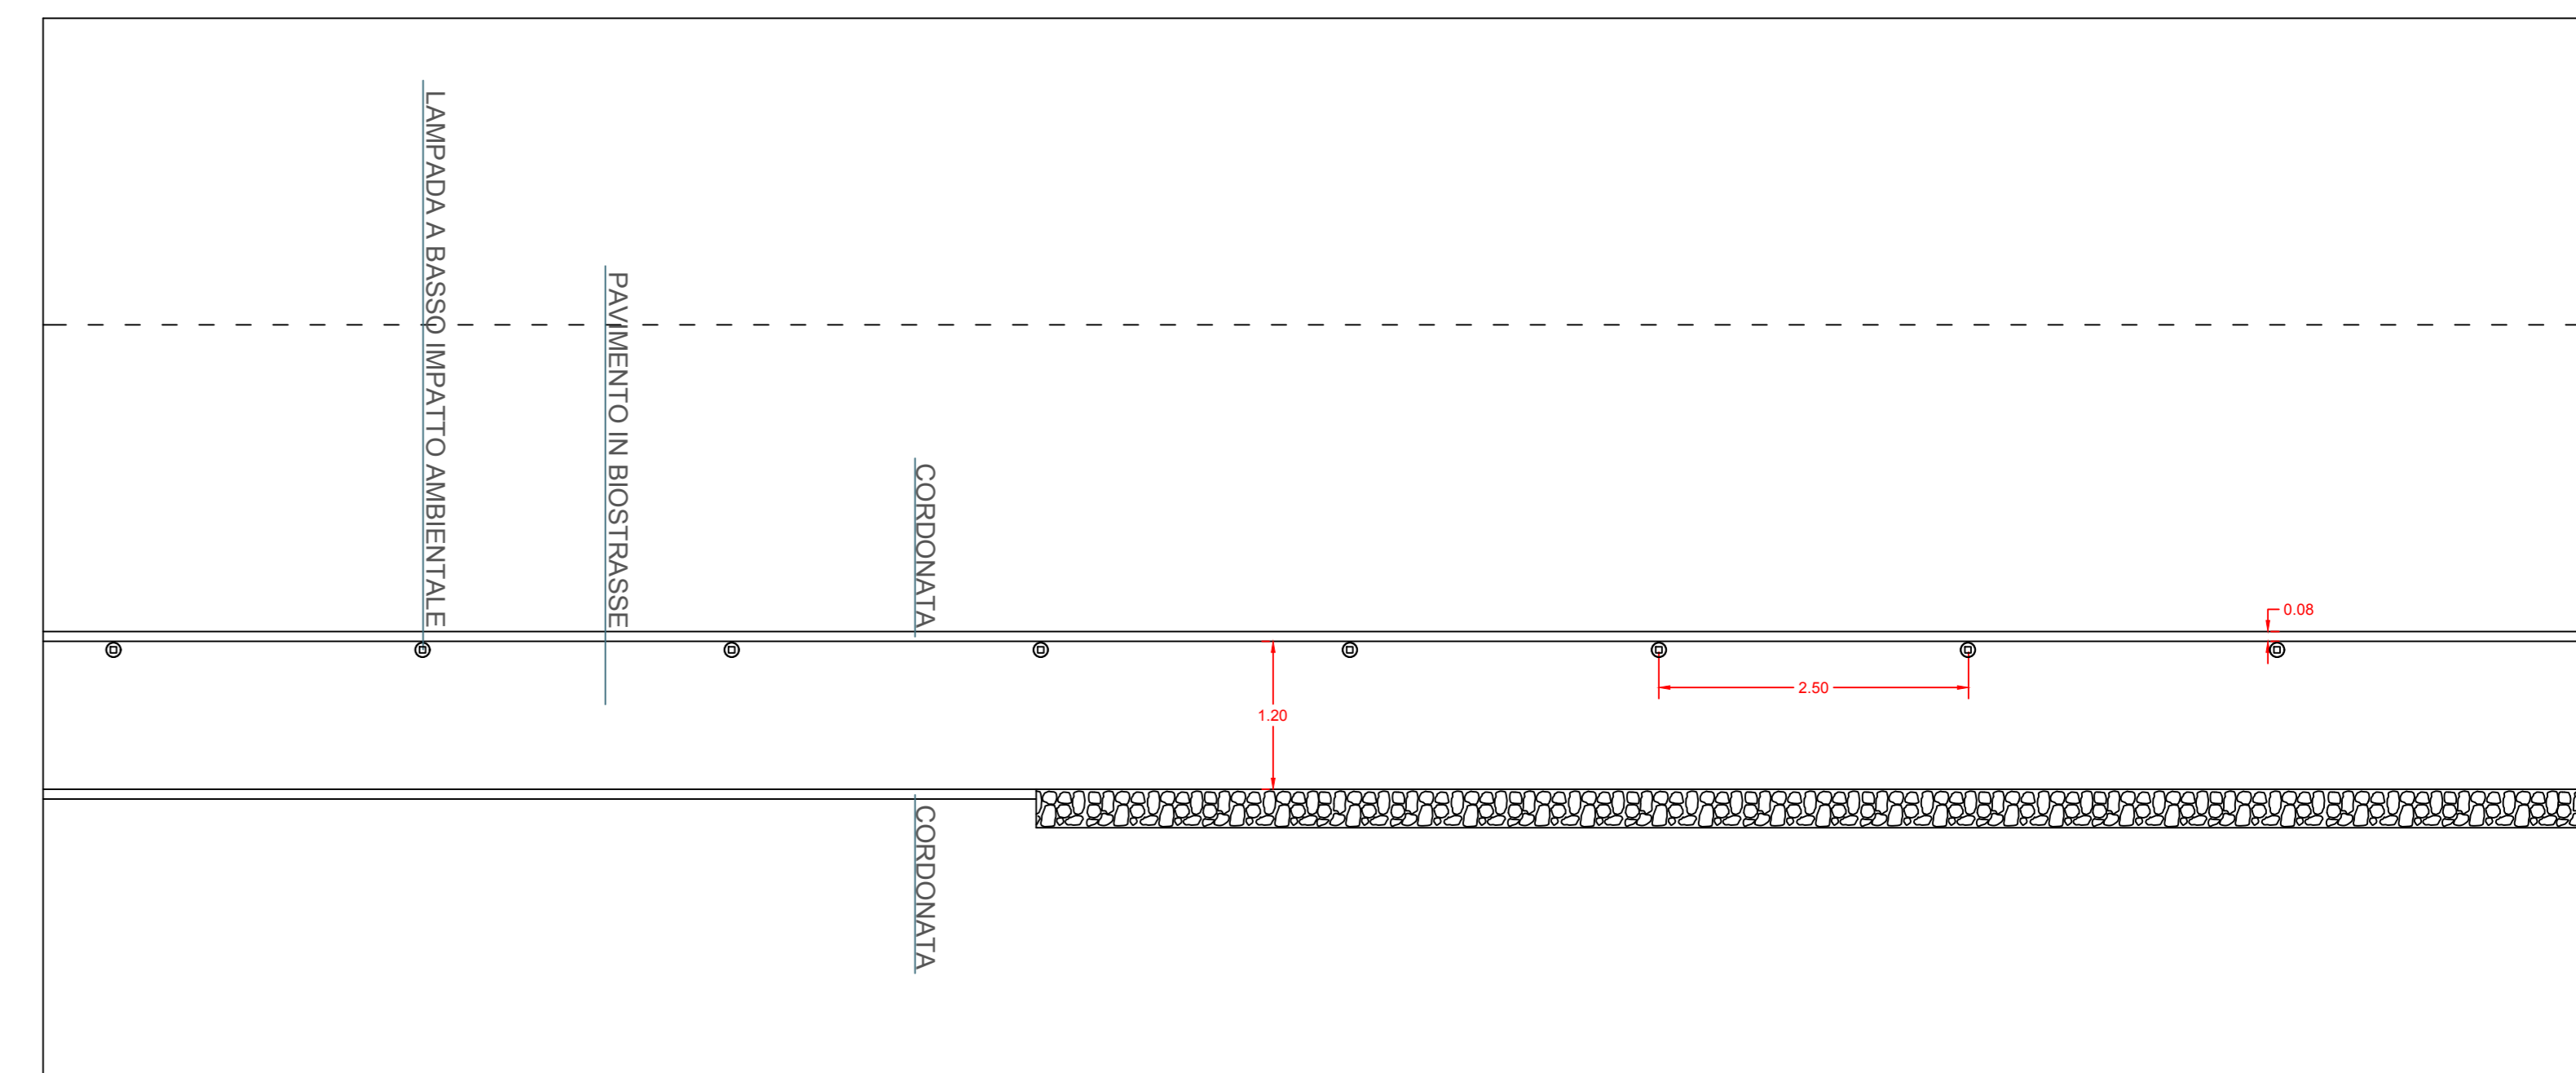 LAMPADA A BASSO IMPATTO AMBIENTALE
PAVIMENTO IN BIOSTRASSE
CORDONATA
0.08
2.50
1.20
CORDONATA